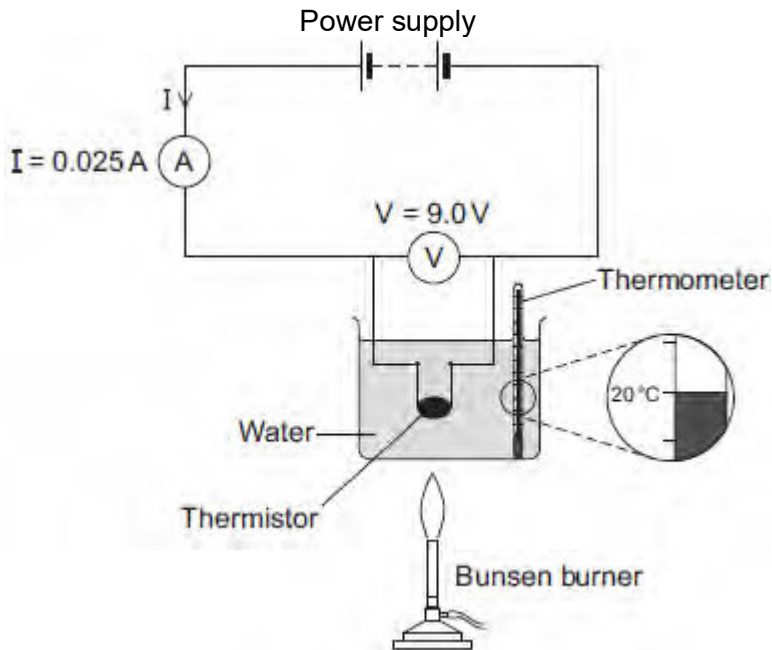 Power supply
I
I = 0.025 A
A
V = 9.0 V
V
Thermometer
20 °C
Water
Thermistor
Bunsen burner